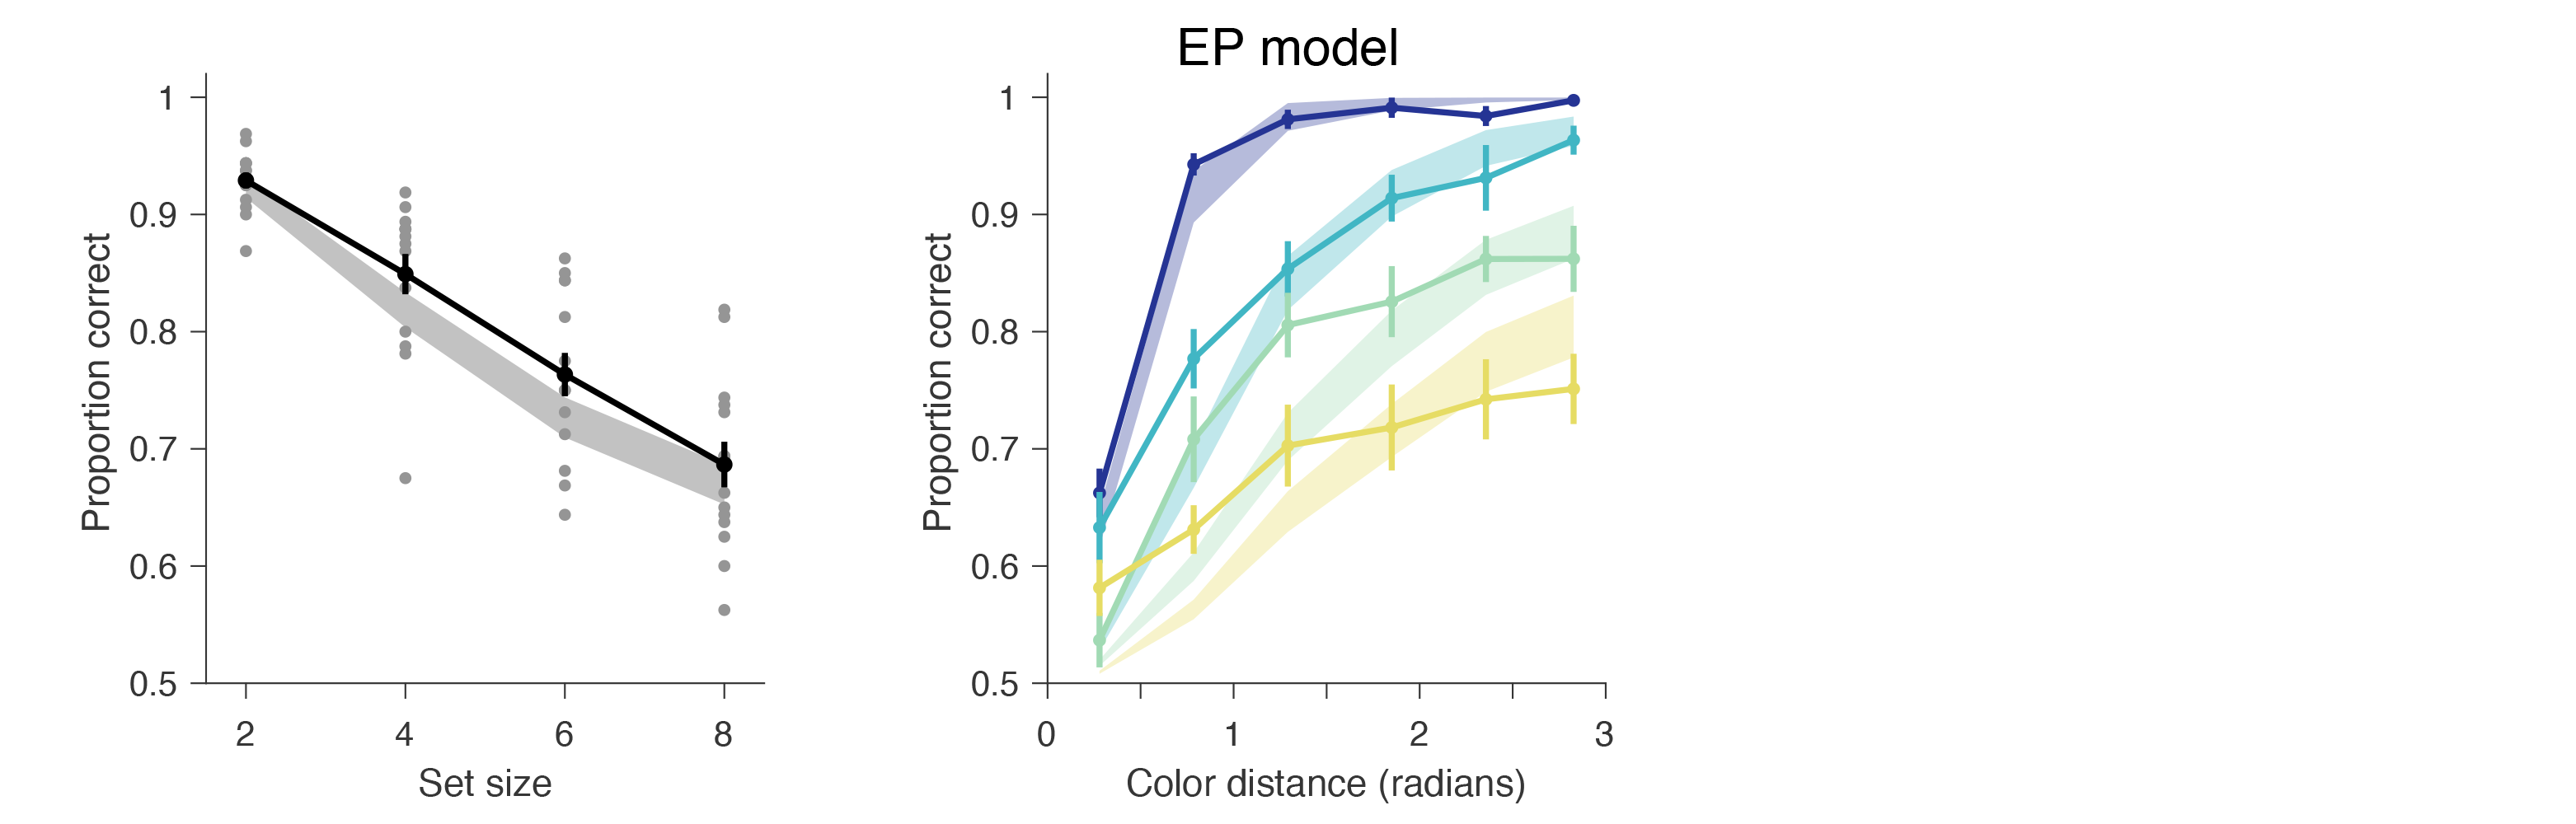 EP model
1
0.9
0.8
0.7
0.6
0.5
Proportion correct
2 4 6 8
Set size
1
0.9
0.8
0.7
0.6
0.5
Proportion correct
0 1 2 3
Color distance (radians)